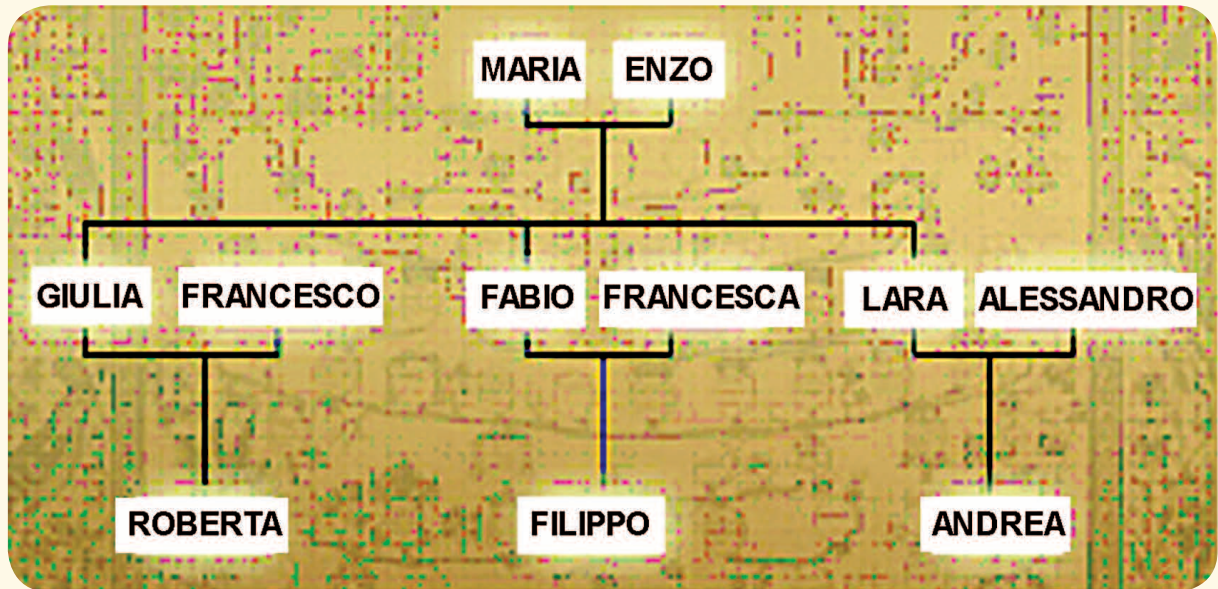 MARIA ENZO
GIULIA FRANCESCO FABIO FRANCESCA LARA ALESSANDRO
ROBERTA FILIPPO ANDREA